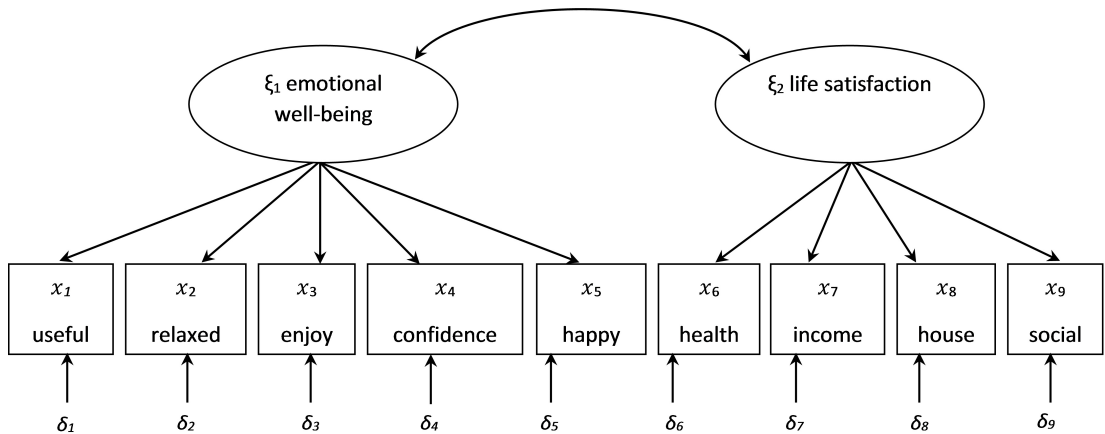 ξ1 emotional
well-being
ξ2 life satisfaction
x1 x2 x3 x4 x5 x6 x7 x8 x9
useful relaxed enjoy confidence happy health income house social
δ1 δ2 δ3 δ4 δ5 δ6 δ7 δ8 δ9